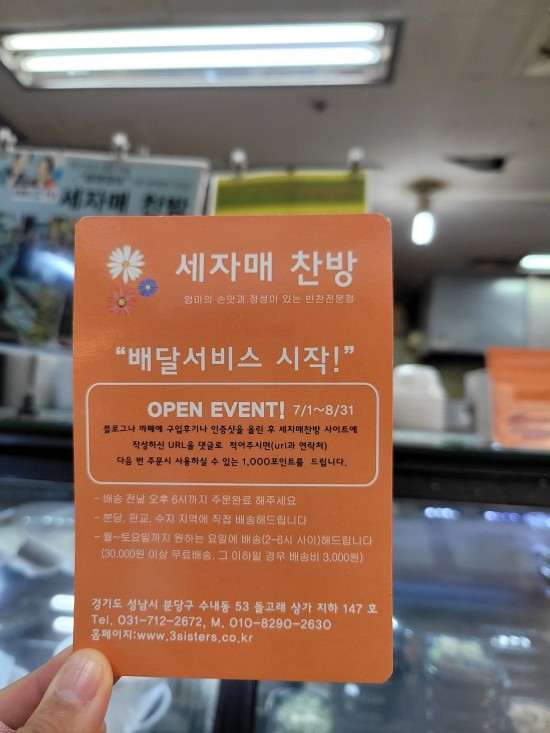 세자매 찬방
세자매 찬방
엄마의 손맛과 정성이 있는 반찬전문점
“배달서비스 시작!”
OPEN EVENT! 7/1~8/31
블로그나 까페에 구입후기나 인증샷을 올린 후 세자매찬방 사이트에
작성하신 URL을 댓글로 적어주시면(url과 연락처)
다음 번 주문시 사용하실 수 있는 1,000포인트를 드립니다.
- 배송 전날 오후 6시까지 주문완료 해주세요
- 분당, 판교, 수지 지역에 직접 배송해드립니다
- 월~토요일까지 원하는 요일에 배송(2-6시 사이)해드립니다
(30,000원 이상 무료배송, 그 이하일 경우 배송비 3,000원)
경기도 성남시 분당구 수내동 53 돌고래 상가 지하 147 호
Tel. 031-712-2672, M. 010-8290-2630
홈페이지:www.3sisters.co.kr